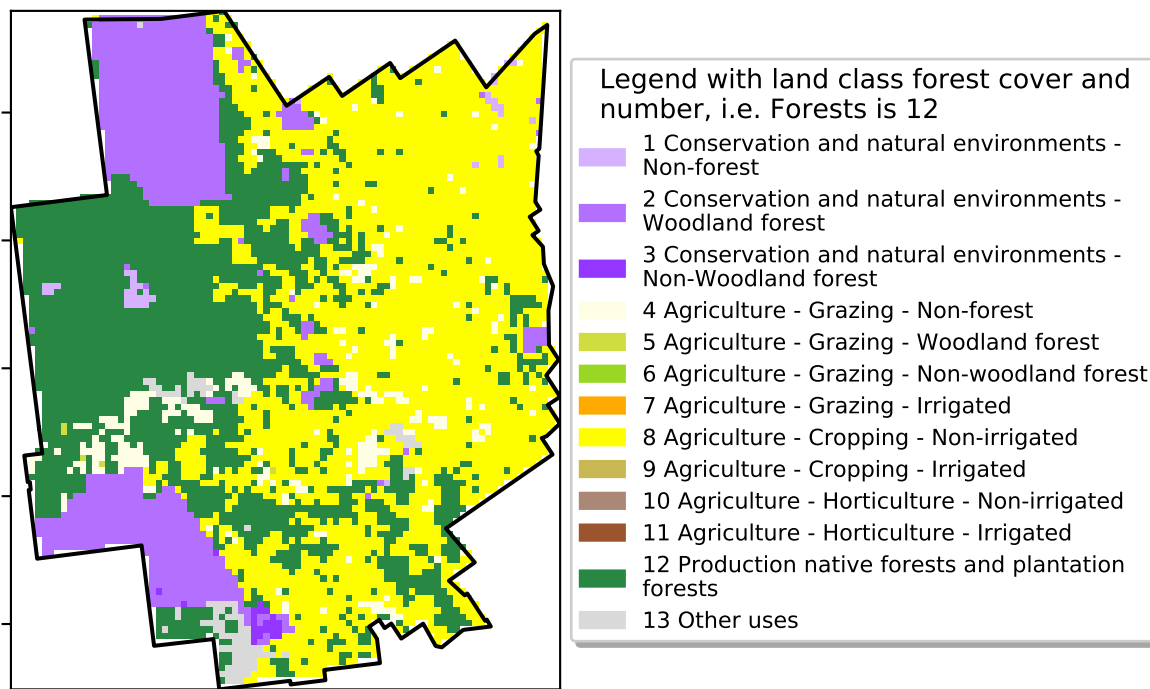 Legend with land class forest cover and
number, i.e. Forests is 12
1 Conservation and natural environments -
Non-forest
2 Conservation and natural environments -
Woodland forest
3 Conservation and natural environments -
Non-Woodland forest
4 Agriculture - Grazing - Non-forest
5 Agriculture - Grazing - Woodland forest
6 Agriculture - Grazing - Non-woodland forest
7 Agriculture - Grazing - Irrigated
8 Agriculture - Cropping - Non-irrigated
9 Agriculture - Cropping - Irrigated
10 Agriculture - Horticulture - Non-irrigated
11 Agriculture - Horticulture - Irrigated
12 Production native forests and plantation
forests
13 Other uses